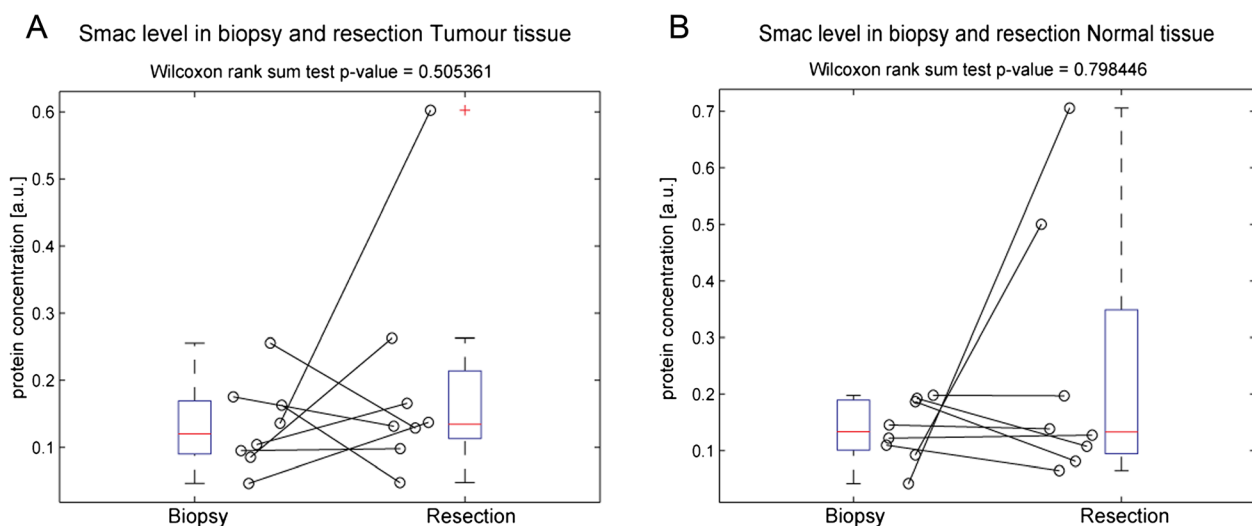 A Smac level in biopsy and resection Tumour tissue
Wilcoxon rank sum test p-value = 0.505361
protein concentration [a.u.]
0.6
0.5
0.4
0.3
0.2
0.1
Biopsy Resection
B Smac level in biopsy and resection Normal tissue
Wilcoxon rank sum test p-value = 0.798446
protein concentration [a.u.]
0.7
0.6
0.5
0.4
0.3
0.2
0.1
Biopsy Resection